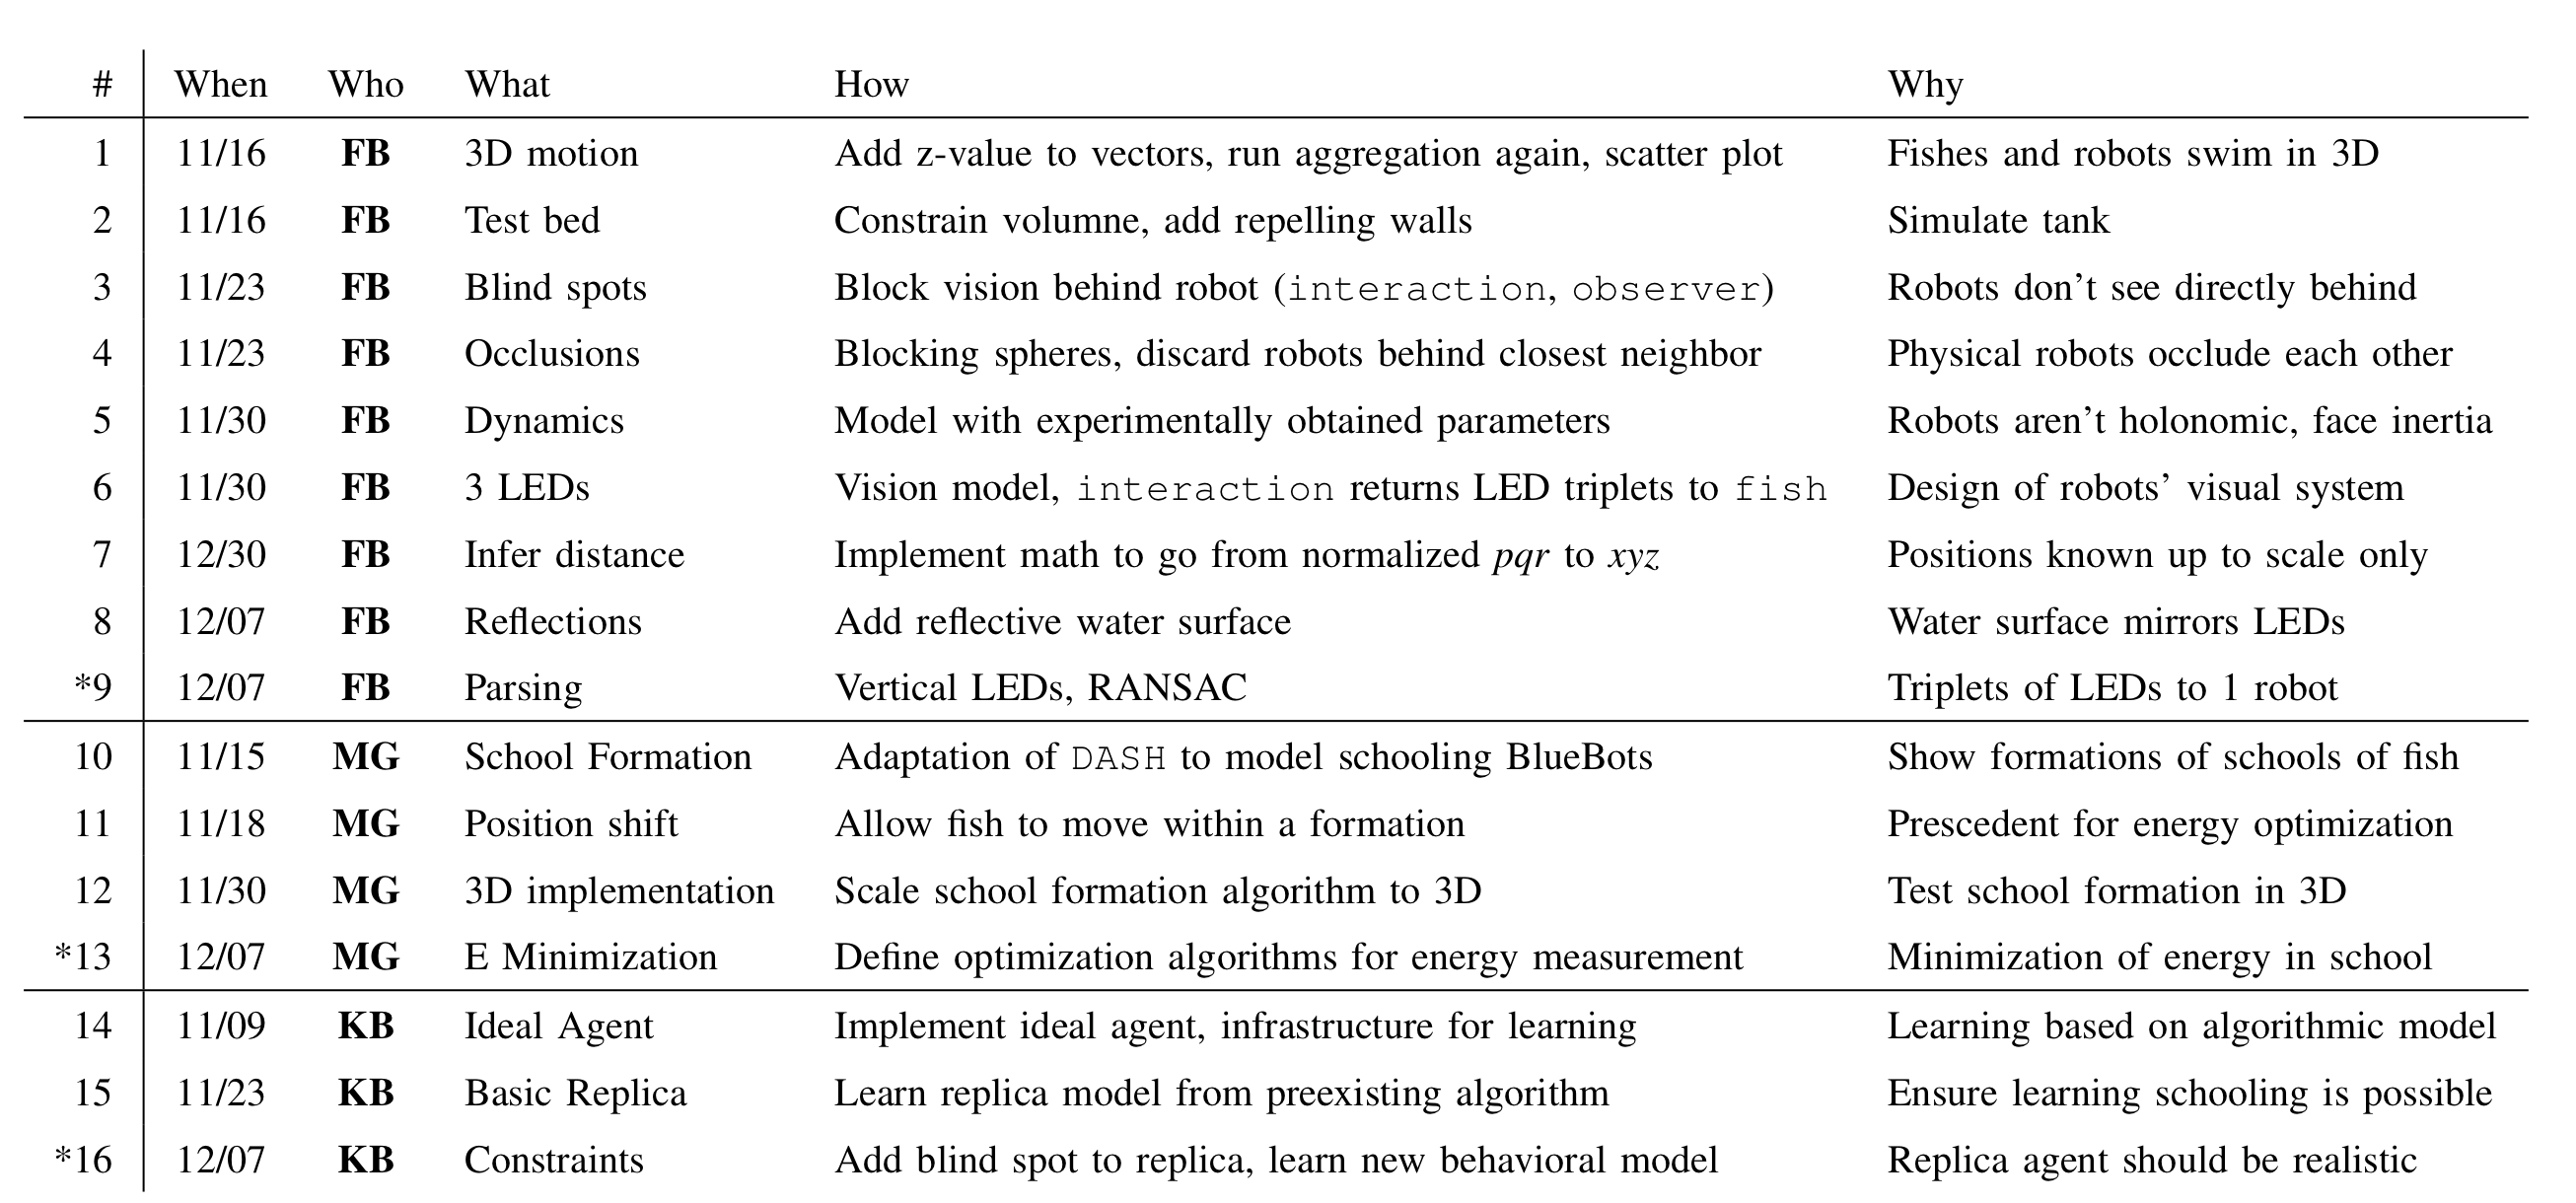 # When Who What How Why
1 11/16 FB 3D motion Add z-value to vectors, run aggregation again, scatter plot Fishes and robots swim in 3D
2 11/16 FB Test bed Constrain volumne, add repelling walls Simulate tank
3 11/23 FB Blind spots Block vision behind robot (interaction, observer) Robots don’t see directly behind
4 11/23 FB Occlusions Blocking spheres, discard robots behind closest neighbor Physical robots occlude each other
5 11/30 FB Dynamics Model with experimentally obtained parameters Robots aren’t holonomic, face inertia
6 11/30 FB 3 LEDs Vision model, interaction returns LED triplets to fish Design of robots’ visual system
7 12/30 FB Infer distance Implement math to go from normalized pqr to xyz Positions known up to scale only
8 12/07 FB Reflections Add reflective water surface Water surface mirrors LEDs
*9 12/07 FB Parsing Vertical LEDs, RANSAC Triplets of LEDs to 1 robot
10 11/15 MG School Formation Adaptation of DASH to model schooling BlueBots Show formations of schools of fish
11 11/18 MG Position shift Allow fish to move within a formation Prescedent for energy optimization
12 11/30 MG 3D implementation Scale school formation algorithm to 3D Test school formation in 3D
*13 12/07 MG E Minimization Define optimization algorithms for energy measurement Minimization of energy in school
14 11/09 KB Ideal Agent Implement ideal agent, infrastructure for learning Learning based on algorithmic model
15 11/23 KB Basic Replica Learn replica model from preexisting algorithm Ensure learning schooling is possible
*16 12/07 KB Constraints Add blind spot to replica, learn new behavioral model Replica agent should be realistic